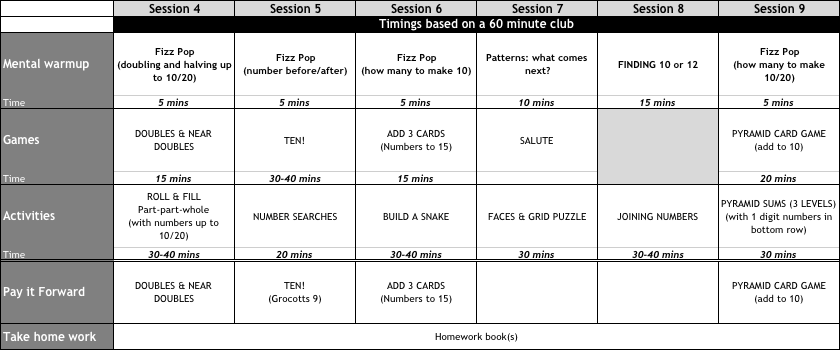 Session 4 Session 5 Session 6 Session 7 Session 8 Session 9
Timings based on a 60 minute club
Mental warmup
Fizz Pop
(doubling and halving up
to 10/20)
Fizz Pop
(number before/after)
Fizz Pop
(how many to make 10)
Patterns: what comes
next?
FINDING 10 or 12
Fizz Pop
(how many to make
10/20)
Time 5 mins 5 mins 5 mins 10 mins 15 mins 5 mins
Games
DOUBLES & NEAR
DOUBLES
TEN!
ADD 3 CARDS
(Numbers to 15)
SALUTE
PYRAMID CARD GAME
(add to 10)
Time 15 mins 30-40 mins 15 mins 20 mins
Activities
ROLL & FILL
Part-part-whole
(with numbers up to
10/20)
NUMBER SEARCHES
BUILD A SNAKE
FACES & GRID PUZZLE
JOINING NUMBERS
PYRAMID SUMS (3 LEVELS)
(with 1 digit numbers in
bottom row)
Time 30-40 mins 20 mins 30-40 mins 30 mins 30-40 mins 30 mins
Pay it Forward
DOUBLES & NEAR
DOUBLES
TEN!
(Grocotts 9)
ADD 3 CARDS
(Numbers to 15)
PYRAMID CARD GAME
(add to 10)
Take home work Homework book(s)